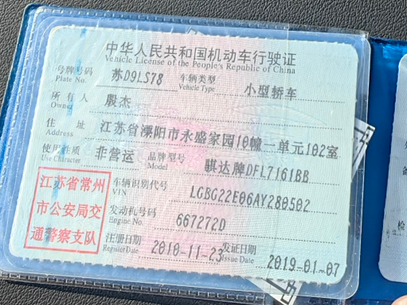 中华人民共和国机动车行驶证
Vehicle License of the People's Republic of China
号牌号码 苏D9LS78 车辆类型 小型轿车
Plate No. Vehicle Type
所有人 殷杰
Owner
住址 江苏省溧阳市永盛家园10幢一单元102室
Address
使用性质 非营运 品牌型号 骐达牌DFL7161BB
Use Character Model
江苏省常州
市公安局交
通警察支队
车辆识别代号 LGBG22E06AY280502
VIN
发动机号码 667272D
Engine No.
注册日期 2010-11-23 发证日期 2019-01-07
Register Date Issue Date